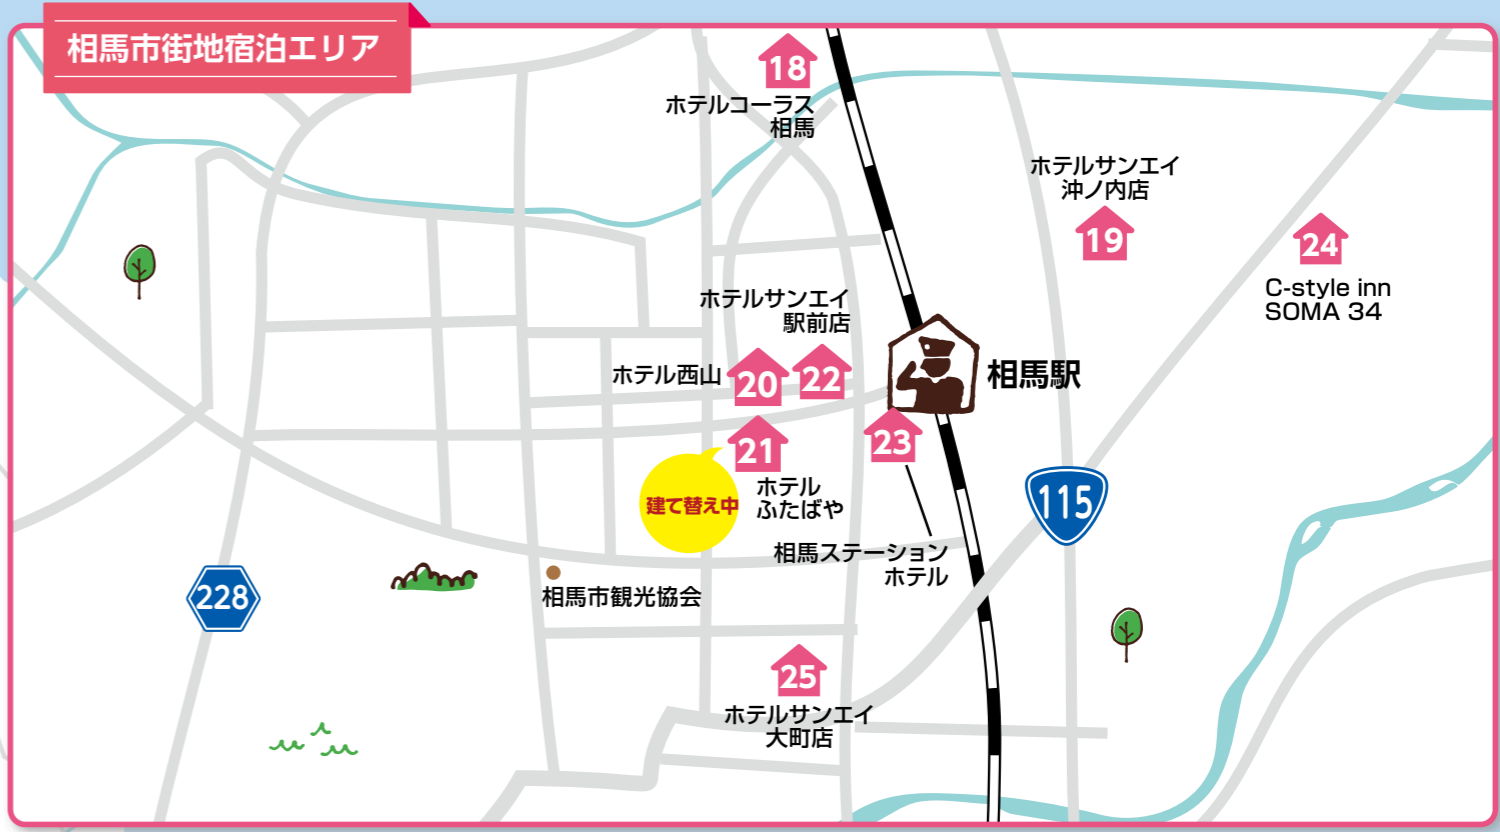 相馬市街地宿泊エリア
18
ホテルコーラス
相馬
ホテルサンエイ
沖ノ内店
19
24
C-style inn
SOMA 34
ホテルサンエイ
駅前店
ホテル西山
20
22
相馬駅
21
23
建て替え中
ホテル
ふたばや
115
相馬ステーション
ホテル
228
相馬市観光協会
25
ホテルサンエイ
大町店